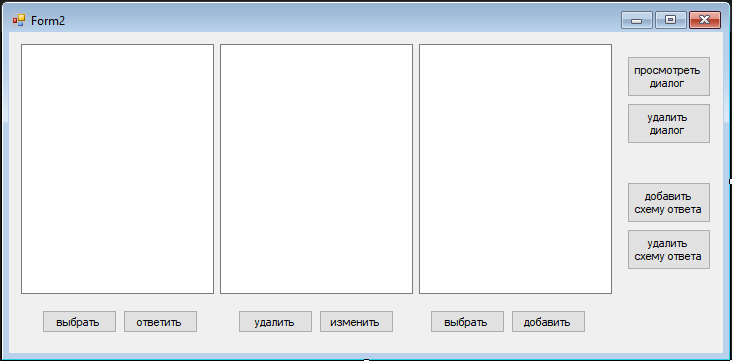 Form2
просмотреть
диалог
удалить
диалог
добавить
схему ответа
удалить
схему ответа
выбрать
ответить
удалить
изменить
выбрать
добавить